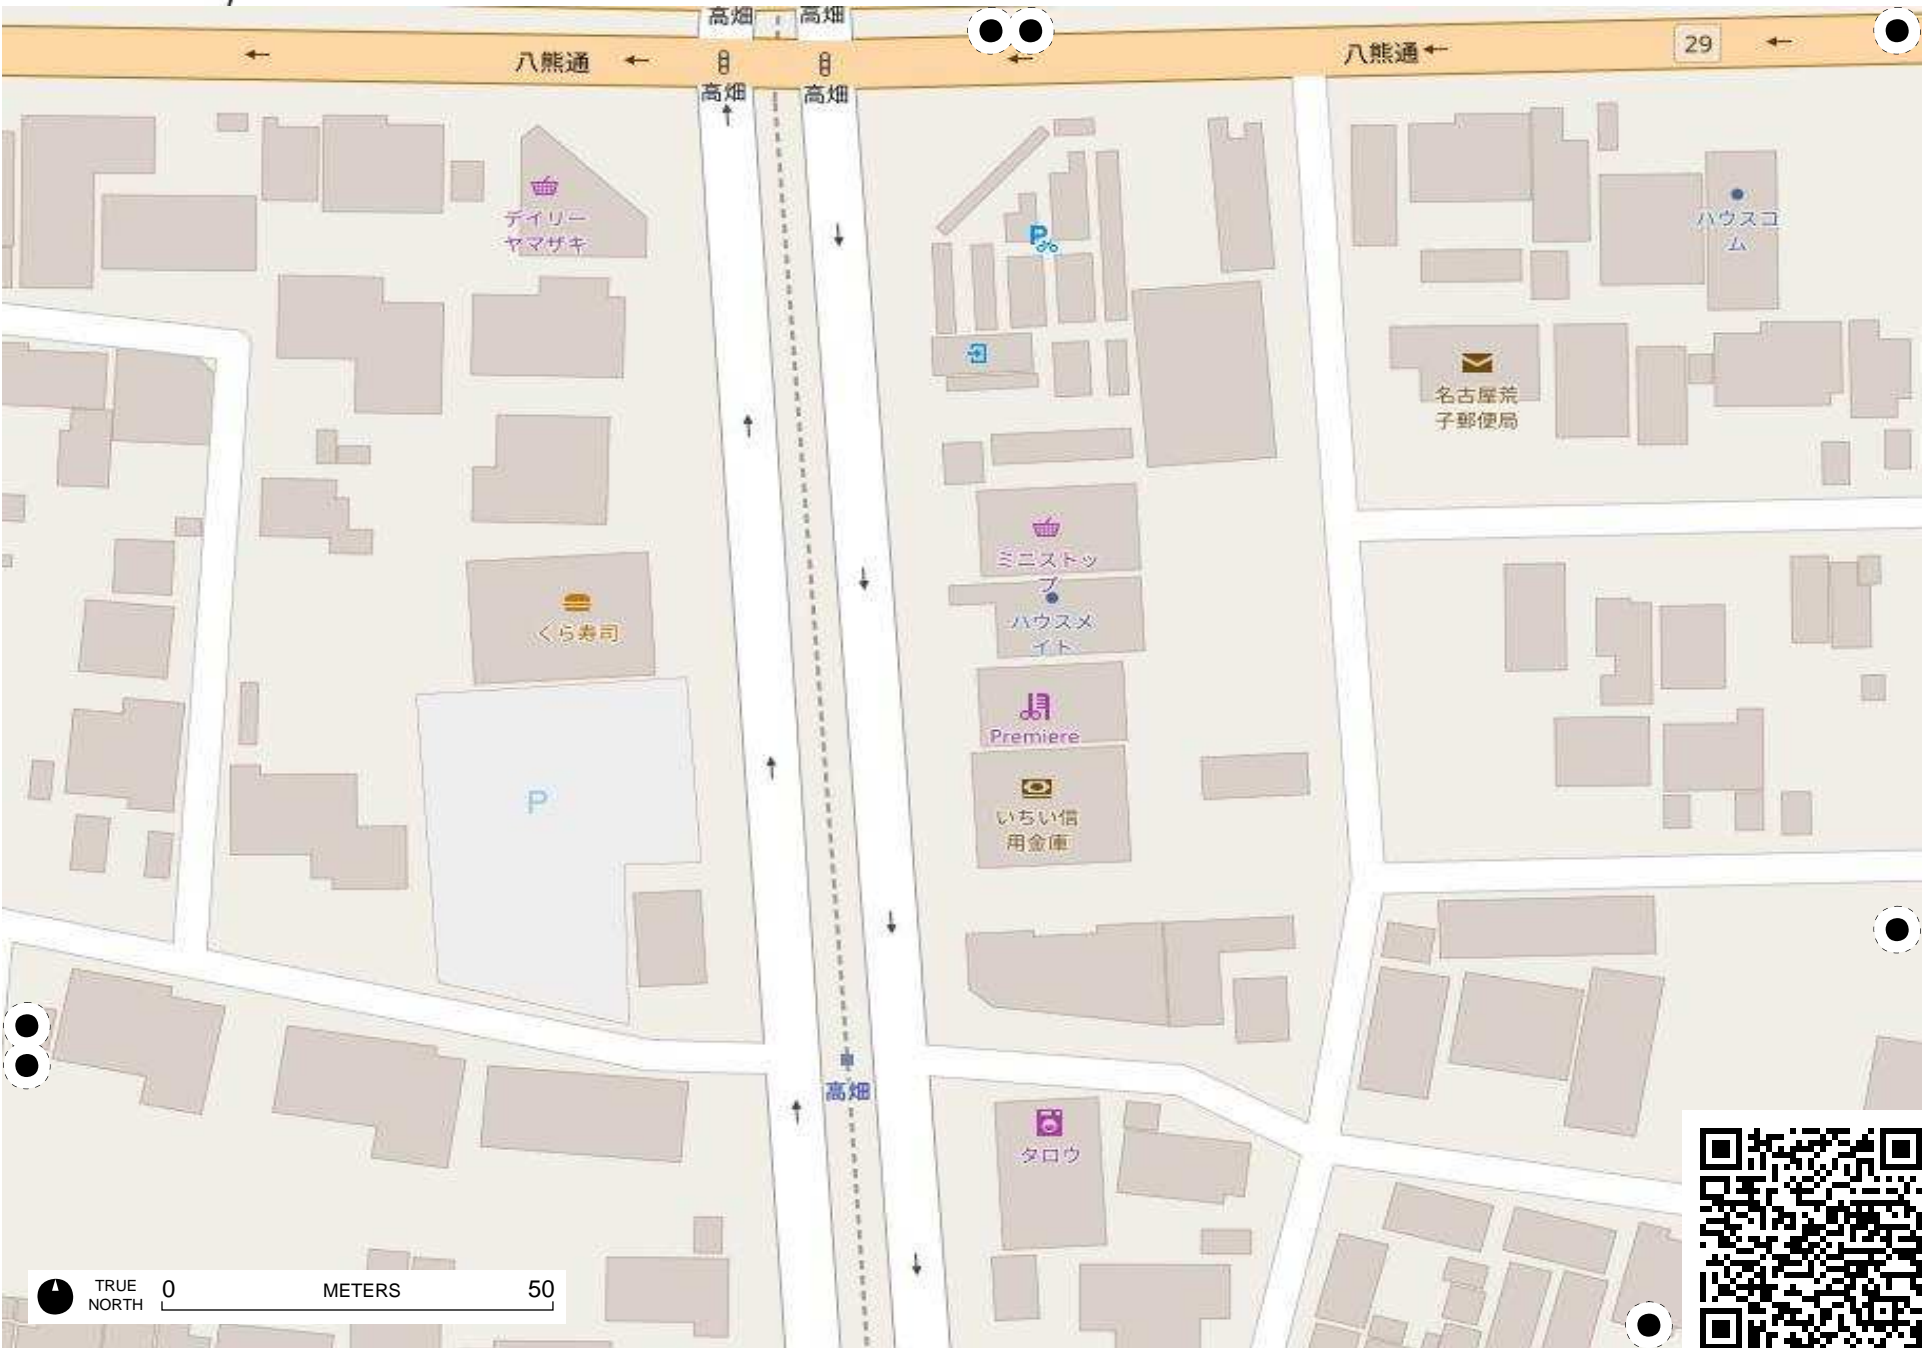 高畑
高畑
八熊通
八熊通
29
高畑
高畑
デイリー
ヤマザキ
ハウスコ
ム
名古屋荒
子郵便局
ミニストッ
プ
くら寿司
ハウスメ
イト
Premiere
P
いちい信
用金庫
高畑
タロウ
TRUE
NORTH
0
METERS
50